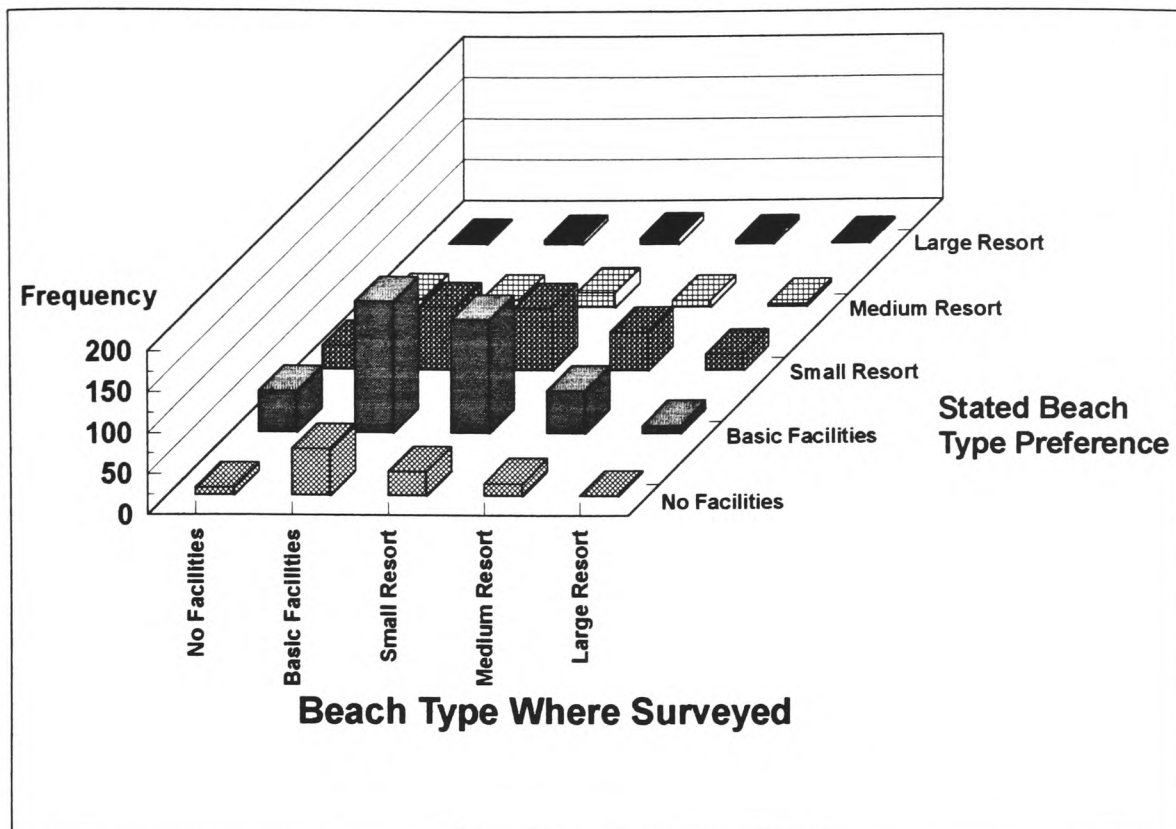 Frequency
200
150
100
50
0
Large Resort
Medium Resort
Small Resort
Basic Facilities
No Facilities
Stated Beach
Type Preference
No Facilities
Basic Facilities
Small Resort
Medium Resort
Large Resort
Beach Type Where Surveyed